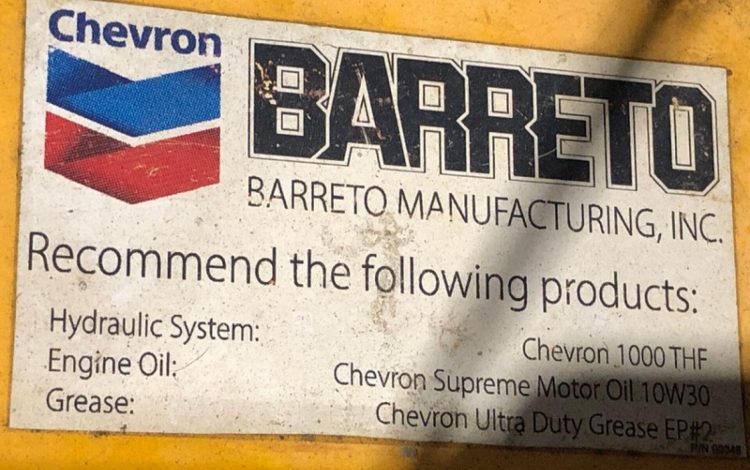 Chevron
BARRETO
BARRETO MANUFACTURING, INC.
Recommend the following products:
Hydraulic System: Chevron 1000 THF
Engine Oil: Chevron Supreme Motor Oil 10W30
Grease: Chevron Ultra Duty Grease EP#2
P/N